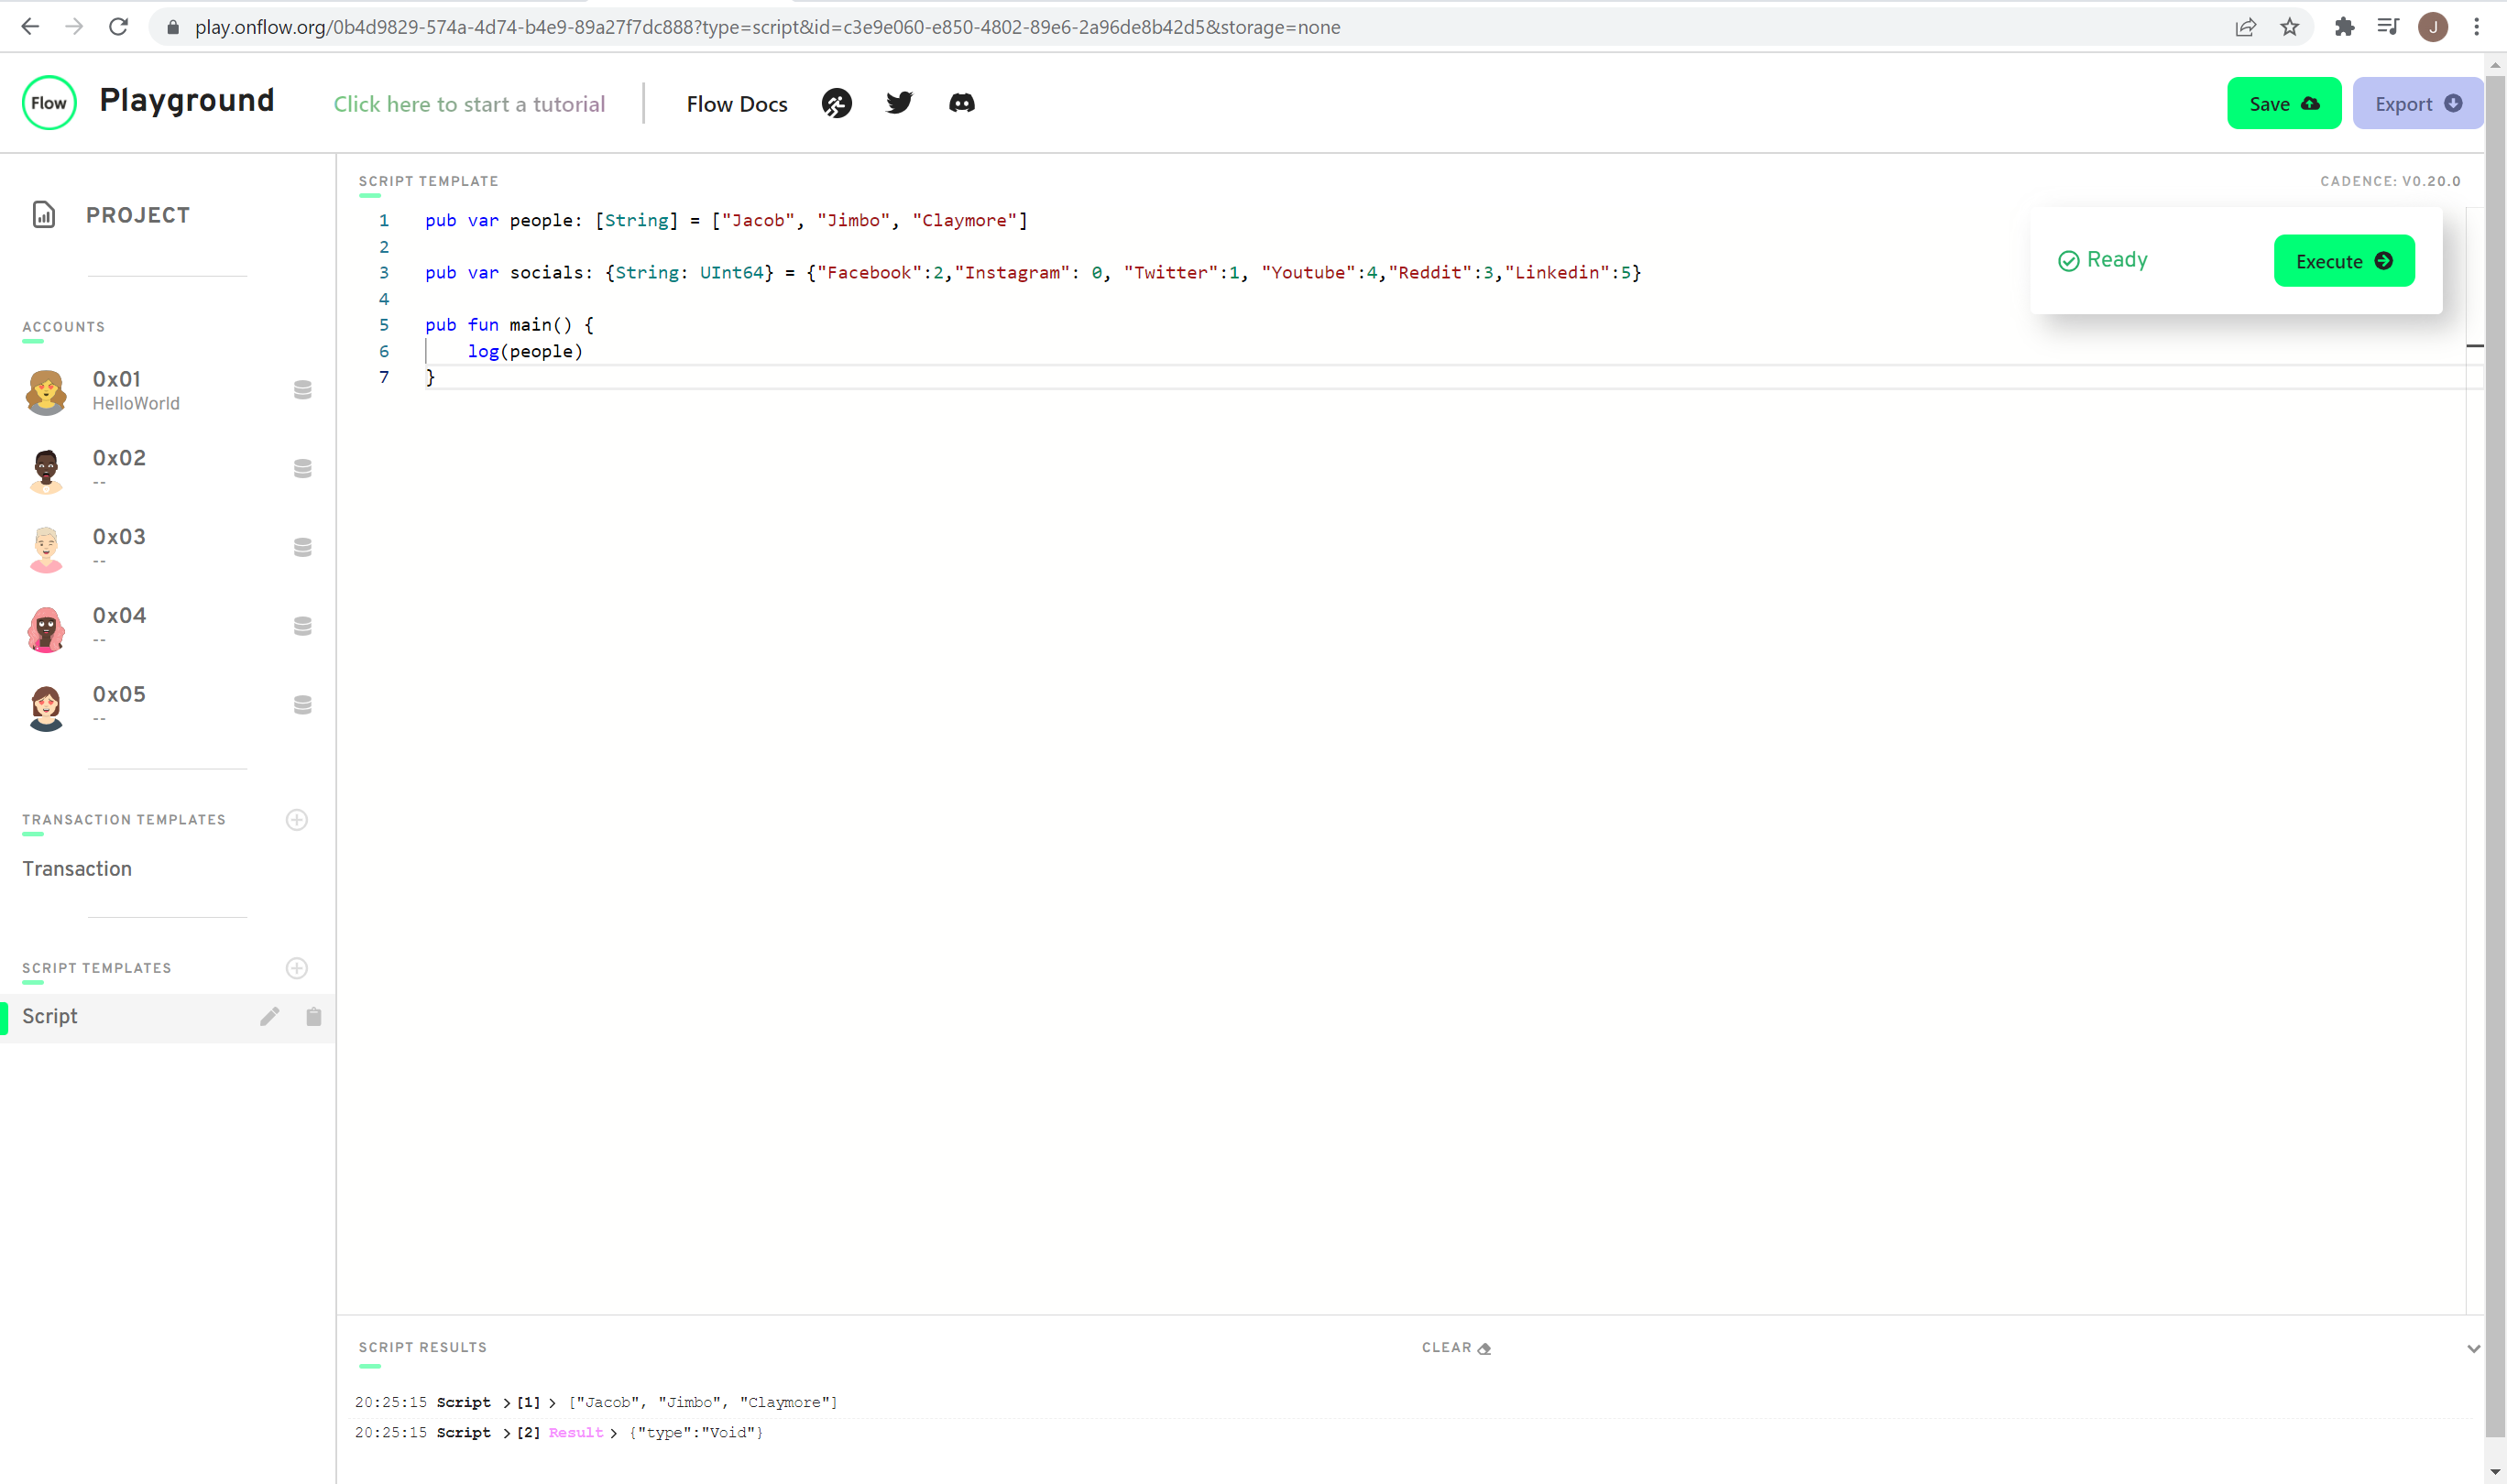 play.onflow.org/0b4d9829-574a-4d74-b4e9-89a27f7dc888?type=script&id=c3e9e060-e850-4802-89e6-2a96de8b42d5&storage=none
J
Flow Playground Click here to start a tutorial Flow Docs Save Export
PROJECT
ACCOUNTS
0x01
HelloWorld
0x02
--
0x03
--
0x04
--
0x05
--
TRANSACTION TEMPLATES
Transaction
SCRIPT TEMPLATES
Script
SCRIPT TEMPLATE CADENCE: V0.20.0
1 pub var people: [String] = ["Jacob", "Jimbo", "Claymore"]
2
3 pub var socials: {String: UInt64} = {"Facebook":2,"Instagram": 0, "Twitter":1, "Youtube":4,"Reddit":3,"Linkedin":5}
4
5 pub fun main() {
6     log(people)
7 }
Ready Execute
SCRIPT RESULTS CLEAR
20:25:15 Script > [1] > ["Jacob", "Jimbo", "Claymore"]
20:25:15 Script > [2] Result > {"type":"Void"}